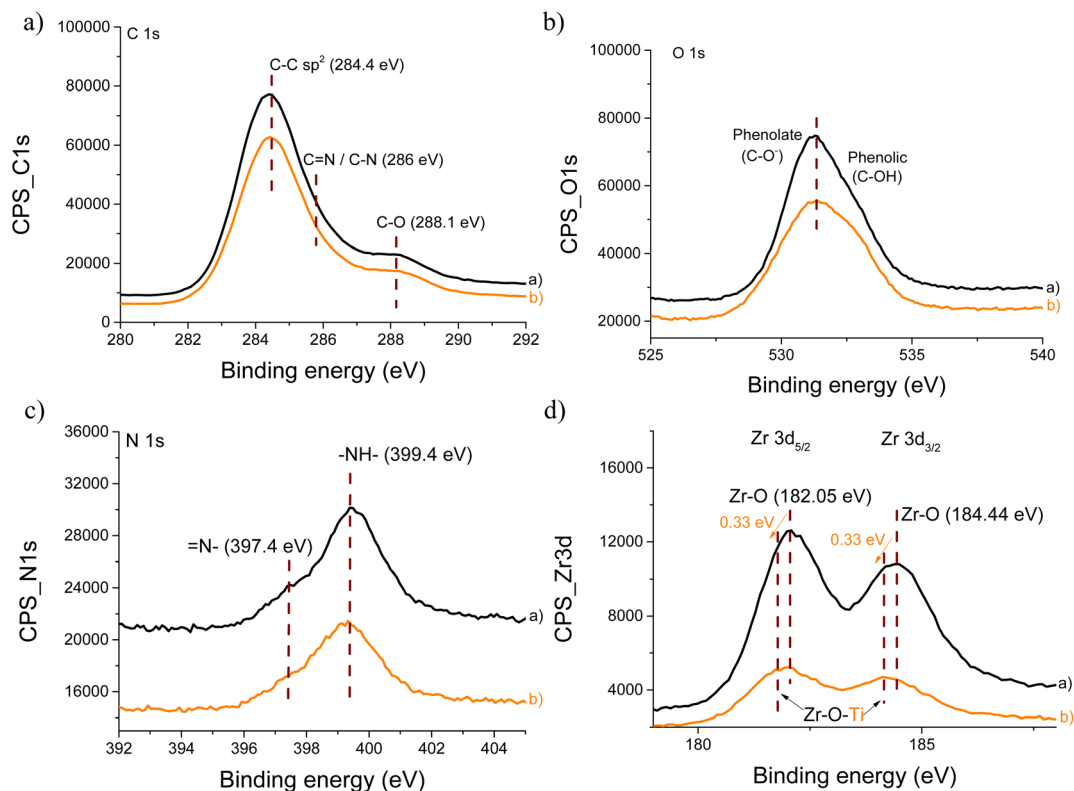 a)
C 1s
100000
80000
60000
40000
20000
0
CPS_C1s
C-C sp² (284.4 eV)
C=N / C-N (286 eV)
C-O (288.1 eV)
a)
b)
280 282 284 286 288 290 292
Binding energy (eV)
b)
O 1s
100000
80000
60000
40000
20000
CPS_O1s
Phenolate
(C-O⁻)
Phenolic
(C-OH)
a)
b)
525 530 535 540
Binding energy (eV)
c)
N 1s
36000
32000
28000
24000
20000
16000
CPS_N1s
-NH- (399.4 eV)
=N- (397.4 eV)
a)
b)
392 394 396 398 400 402 404
Binding energy (eV)
d)
Zr 3d₅/₂ Zr 3d₃/₂
16000
12000
8000
4000
CPS_Zr3d
Zr-O (182.05 eV)
Zr-O (184.44 eV)
0.33 eV
0.33 eV
a)
b)
Zr-O-Ti
180 185
Binding energy (eV)